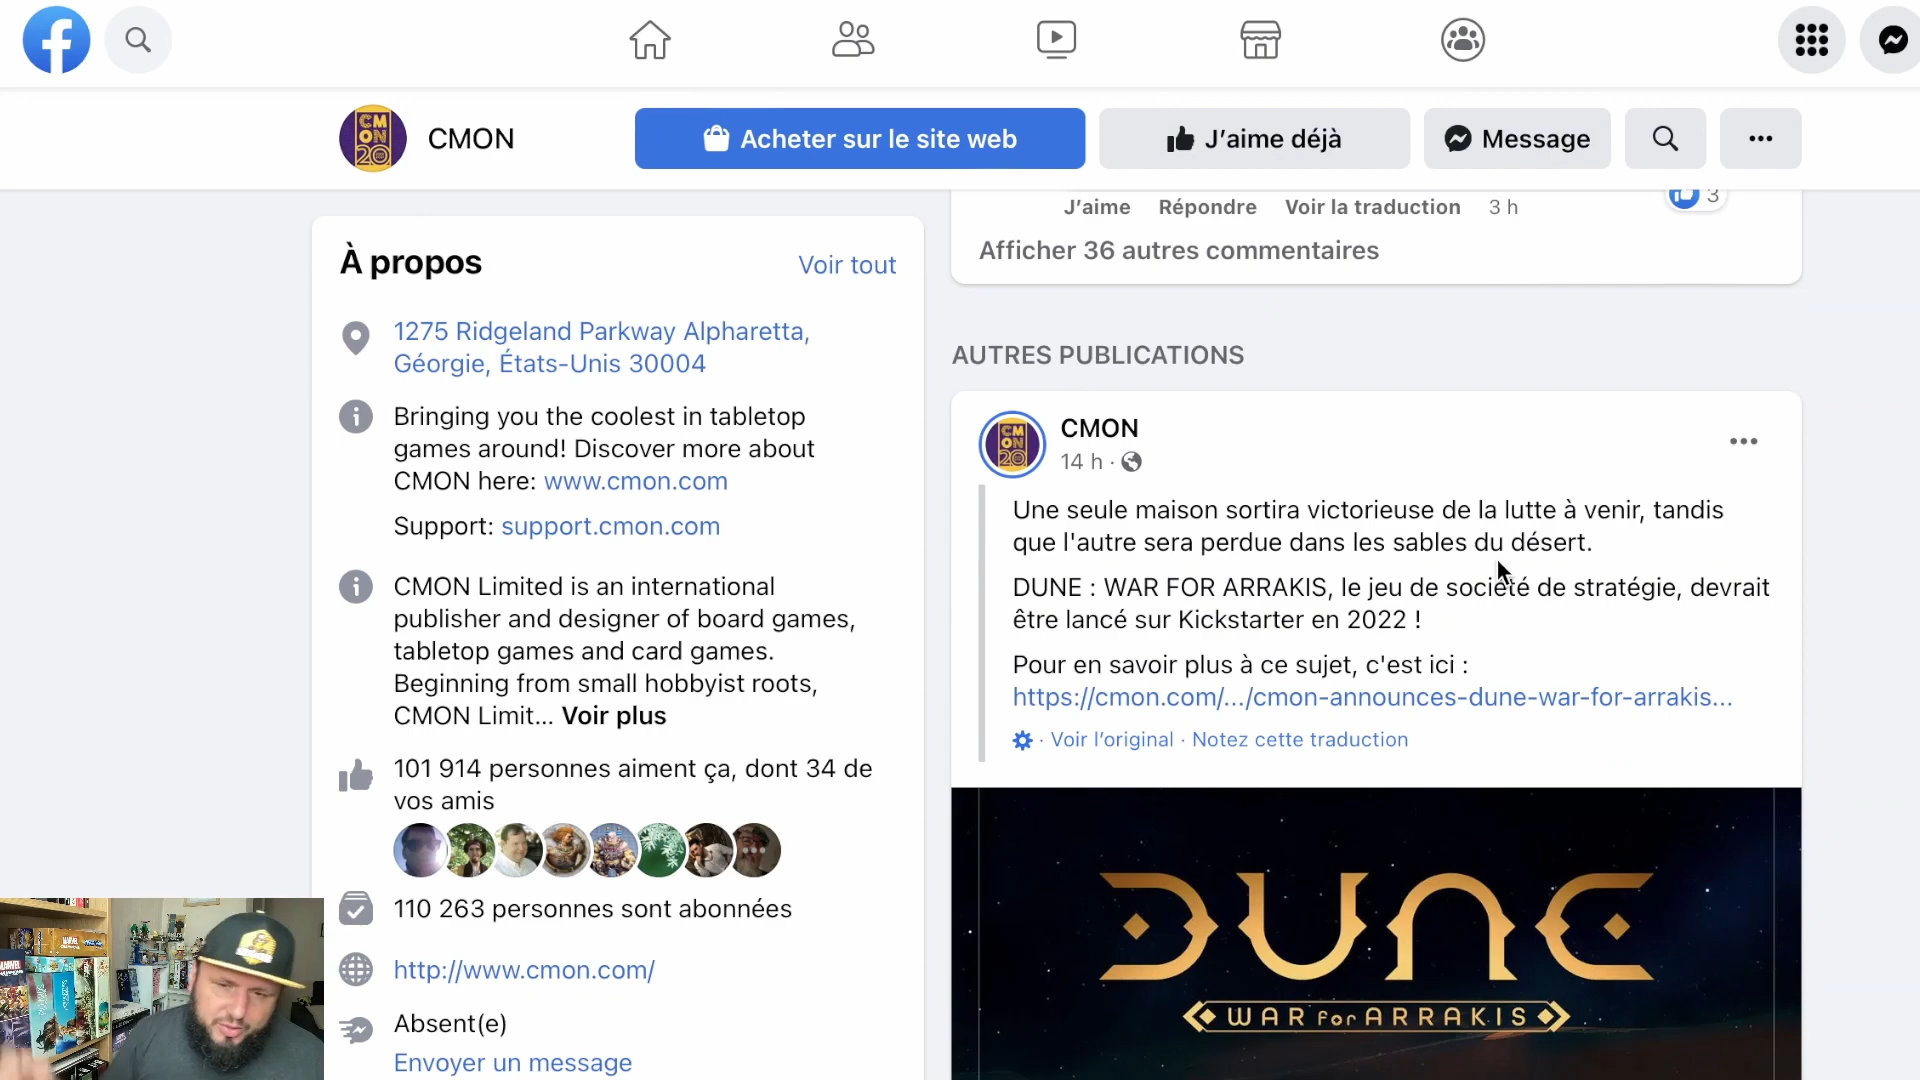 CMON
Acheter sur le site web
J'aime déjà
Message
J'aime Répondre Voir la traduction 3 h
3
Afficher 36 autres commentaires
À propos
Voir tout
1275 Ridgeland Parkway Alpharetta,
Géorgie, États-Unis 30004
Bringing you the coolest in tabletop
games around! Discover more about
CMON here: www.cmon.com
Support: support.cmon.com
CMON Limited is an international
publisher and designer of board games,
tabletop games and card games.
Beginning from small hobbyist roots,
CMON Limit... Voir plus
101 914 personnes aiment ça, dont 34 de
vos amis
110 263 personnes sont abonnées
http://www.cmon.com/
Absent(e)
Envoyer un message
AUTRES PUBLICATIONS
CMON
14 h ·
Une seule maison sortira victorieuse de la lutte à venir, tandis
que l'autre sera perdue dans les sables du désert.
DUNE : WAR FOR ARRAKIS, le jeu de société de stratégie, devrait
être lancé sur Kickstarter en 2022 !
Pour en savoir plus à ce sujet, c'est ici :
https://cmon.com/.../cmon-announces-dune-war-for-arrakis...
· Voir l'original · Notez cette traduction
DUNE
WAR for ARRAKIS